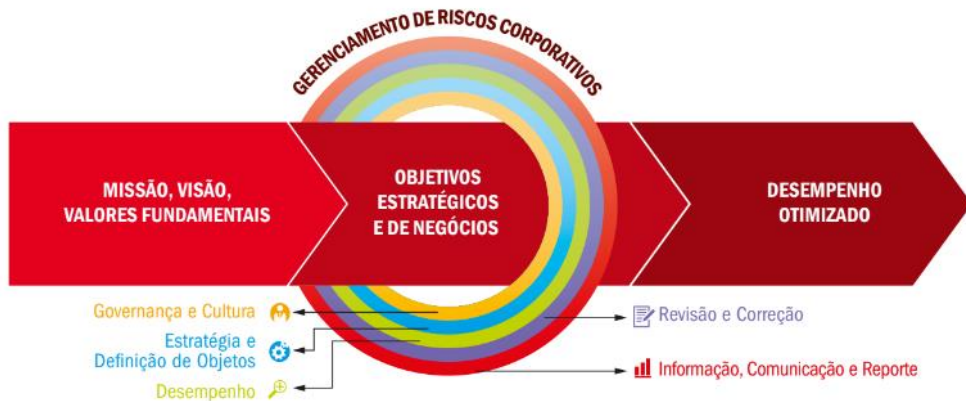 GERENCIAMENTO DE RISCOS CORPORATIVOS
MISSÃO, VISÃO,
VALORES FUNDAMENTAIS
OBJETIVOS
ESTRATÉGICOS
E DE NEGÓCIOS
DESEMPENHO
OTIMIZADO
Governança e Cultura
Estratégia e
Definição de Objetos
Desempenho
Revisão e Correção
Informação, Comunicação e Reporte